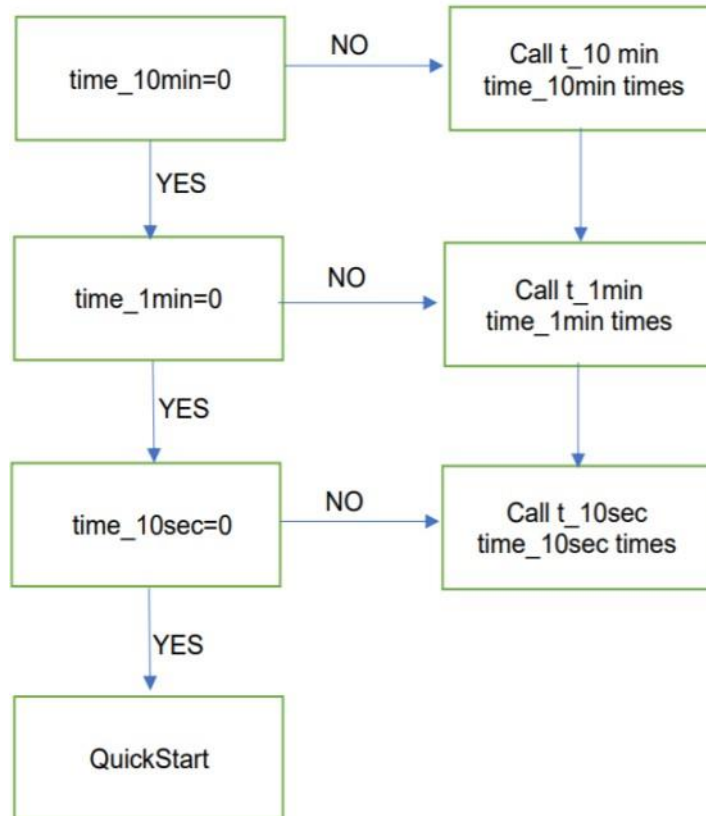 time_10min=0
NO
Call t_10 min
time_10min times
YES
time_1min=0
NO
Call t_1min
time_1min times
YES
time_10sec=0
NO
Call t_10sec
time_10sec times
YES
QuickStart